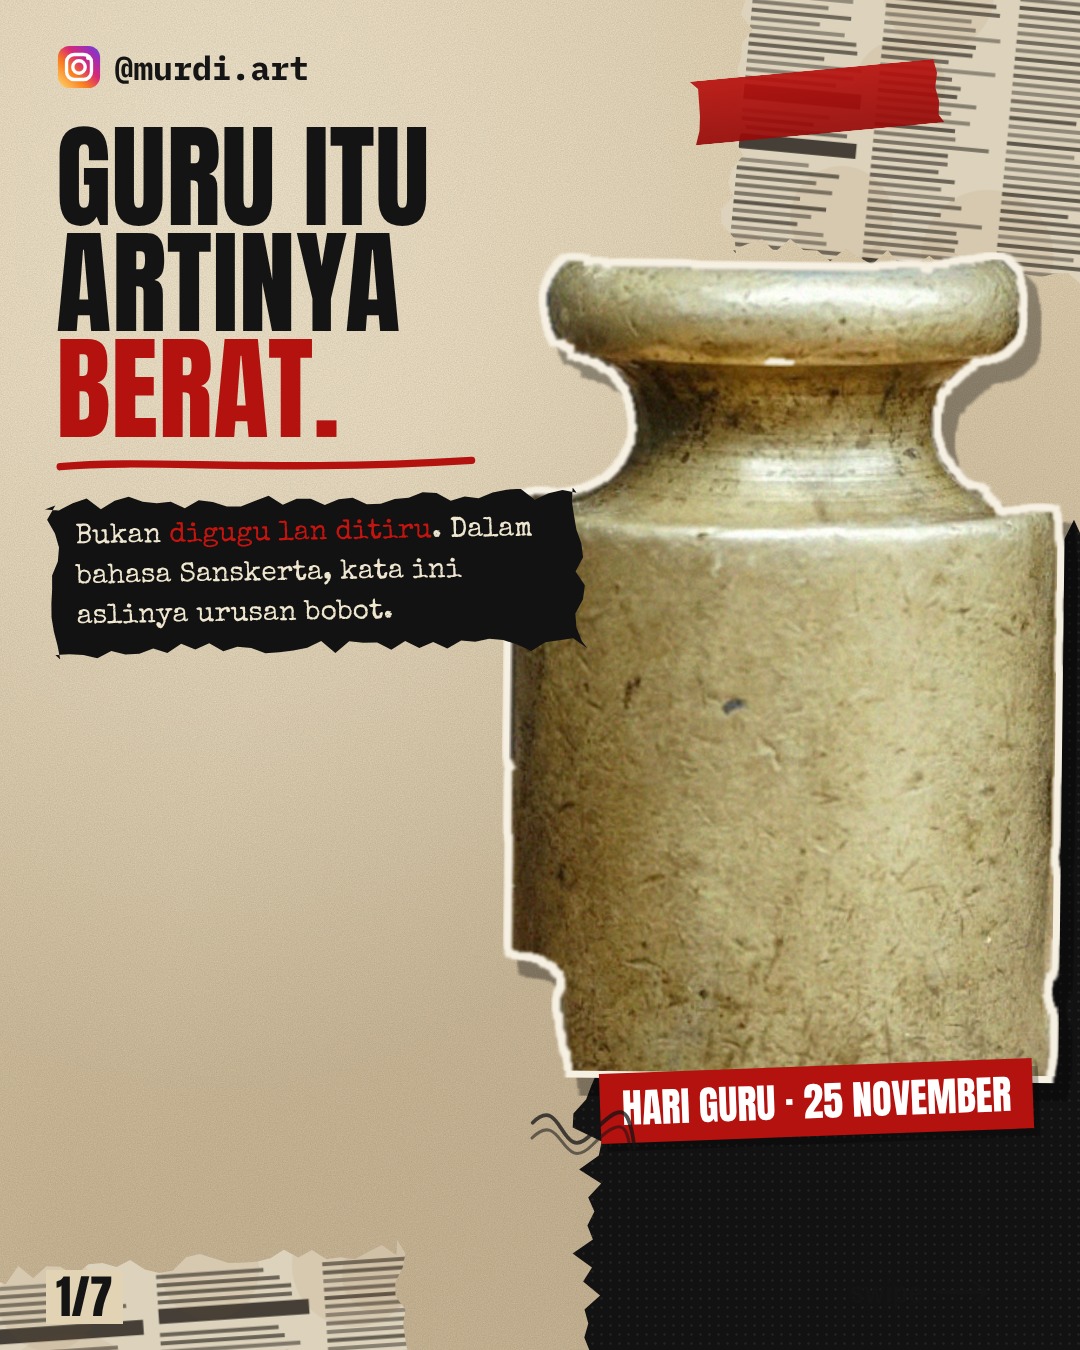 @murdi.art
GURU ITU
ARTINYA
BERAT.
Bukan digugu lan ditiru. Dalam
bahasa Sanskerta, kata ini
aslinya urusan bobot.
HARI GURU · 25 NOVEMBER
1/7